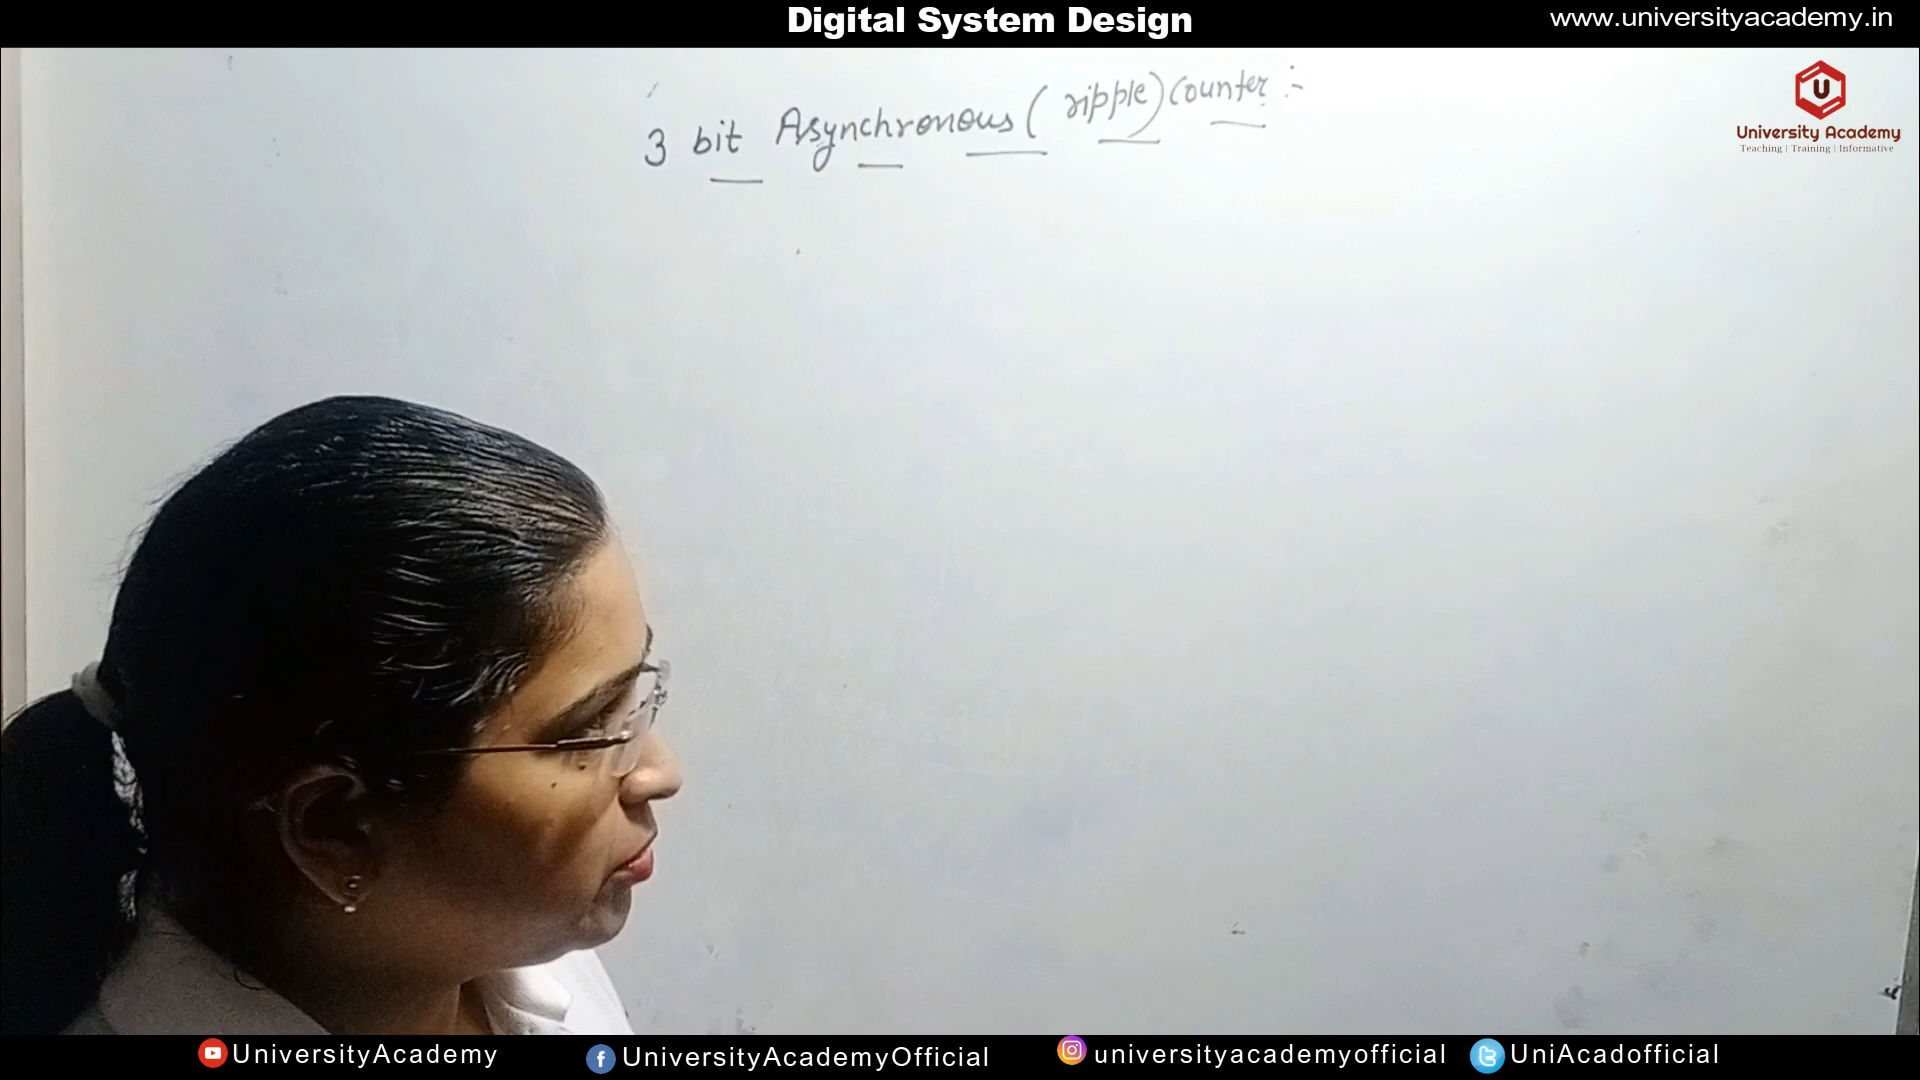 Digital System Design
www.universityacademy.in
3 bit Asynchronous (ripple) Counter :-
U
University Academy
Teaching | Training | Informative
UniversityAcademy
UniversityAcademyOfficial
universityacademyofficial
UniAcadofficial